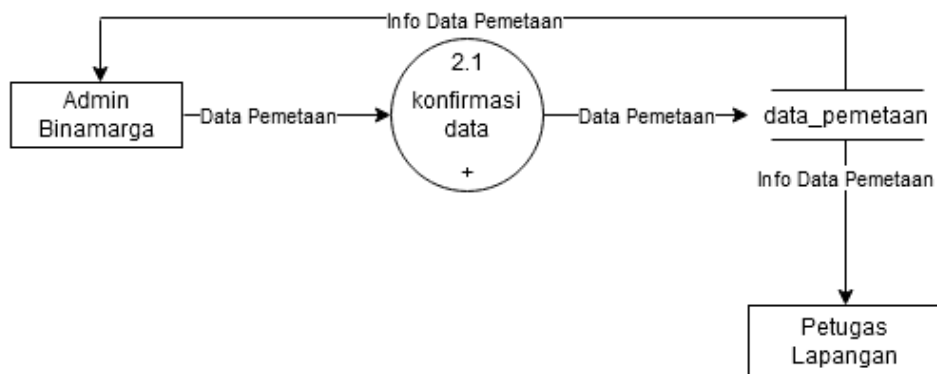 Info Data Pemetaan
2.1
konfirmasi
data
+
Admin
Binamarga
Data Pemetaan
Data Pemetaan
data_pemetaan
Info Data Pemetaan
Petugas
Lapangan